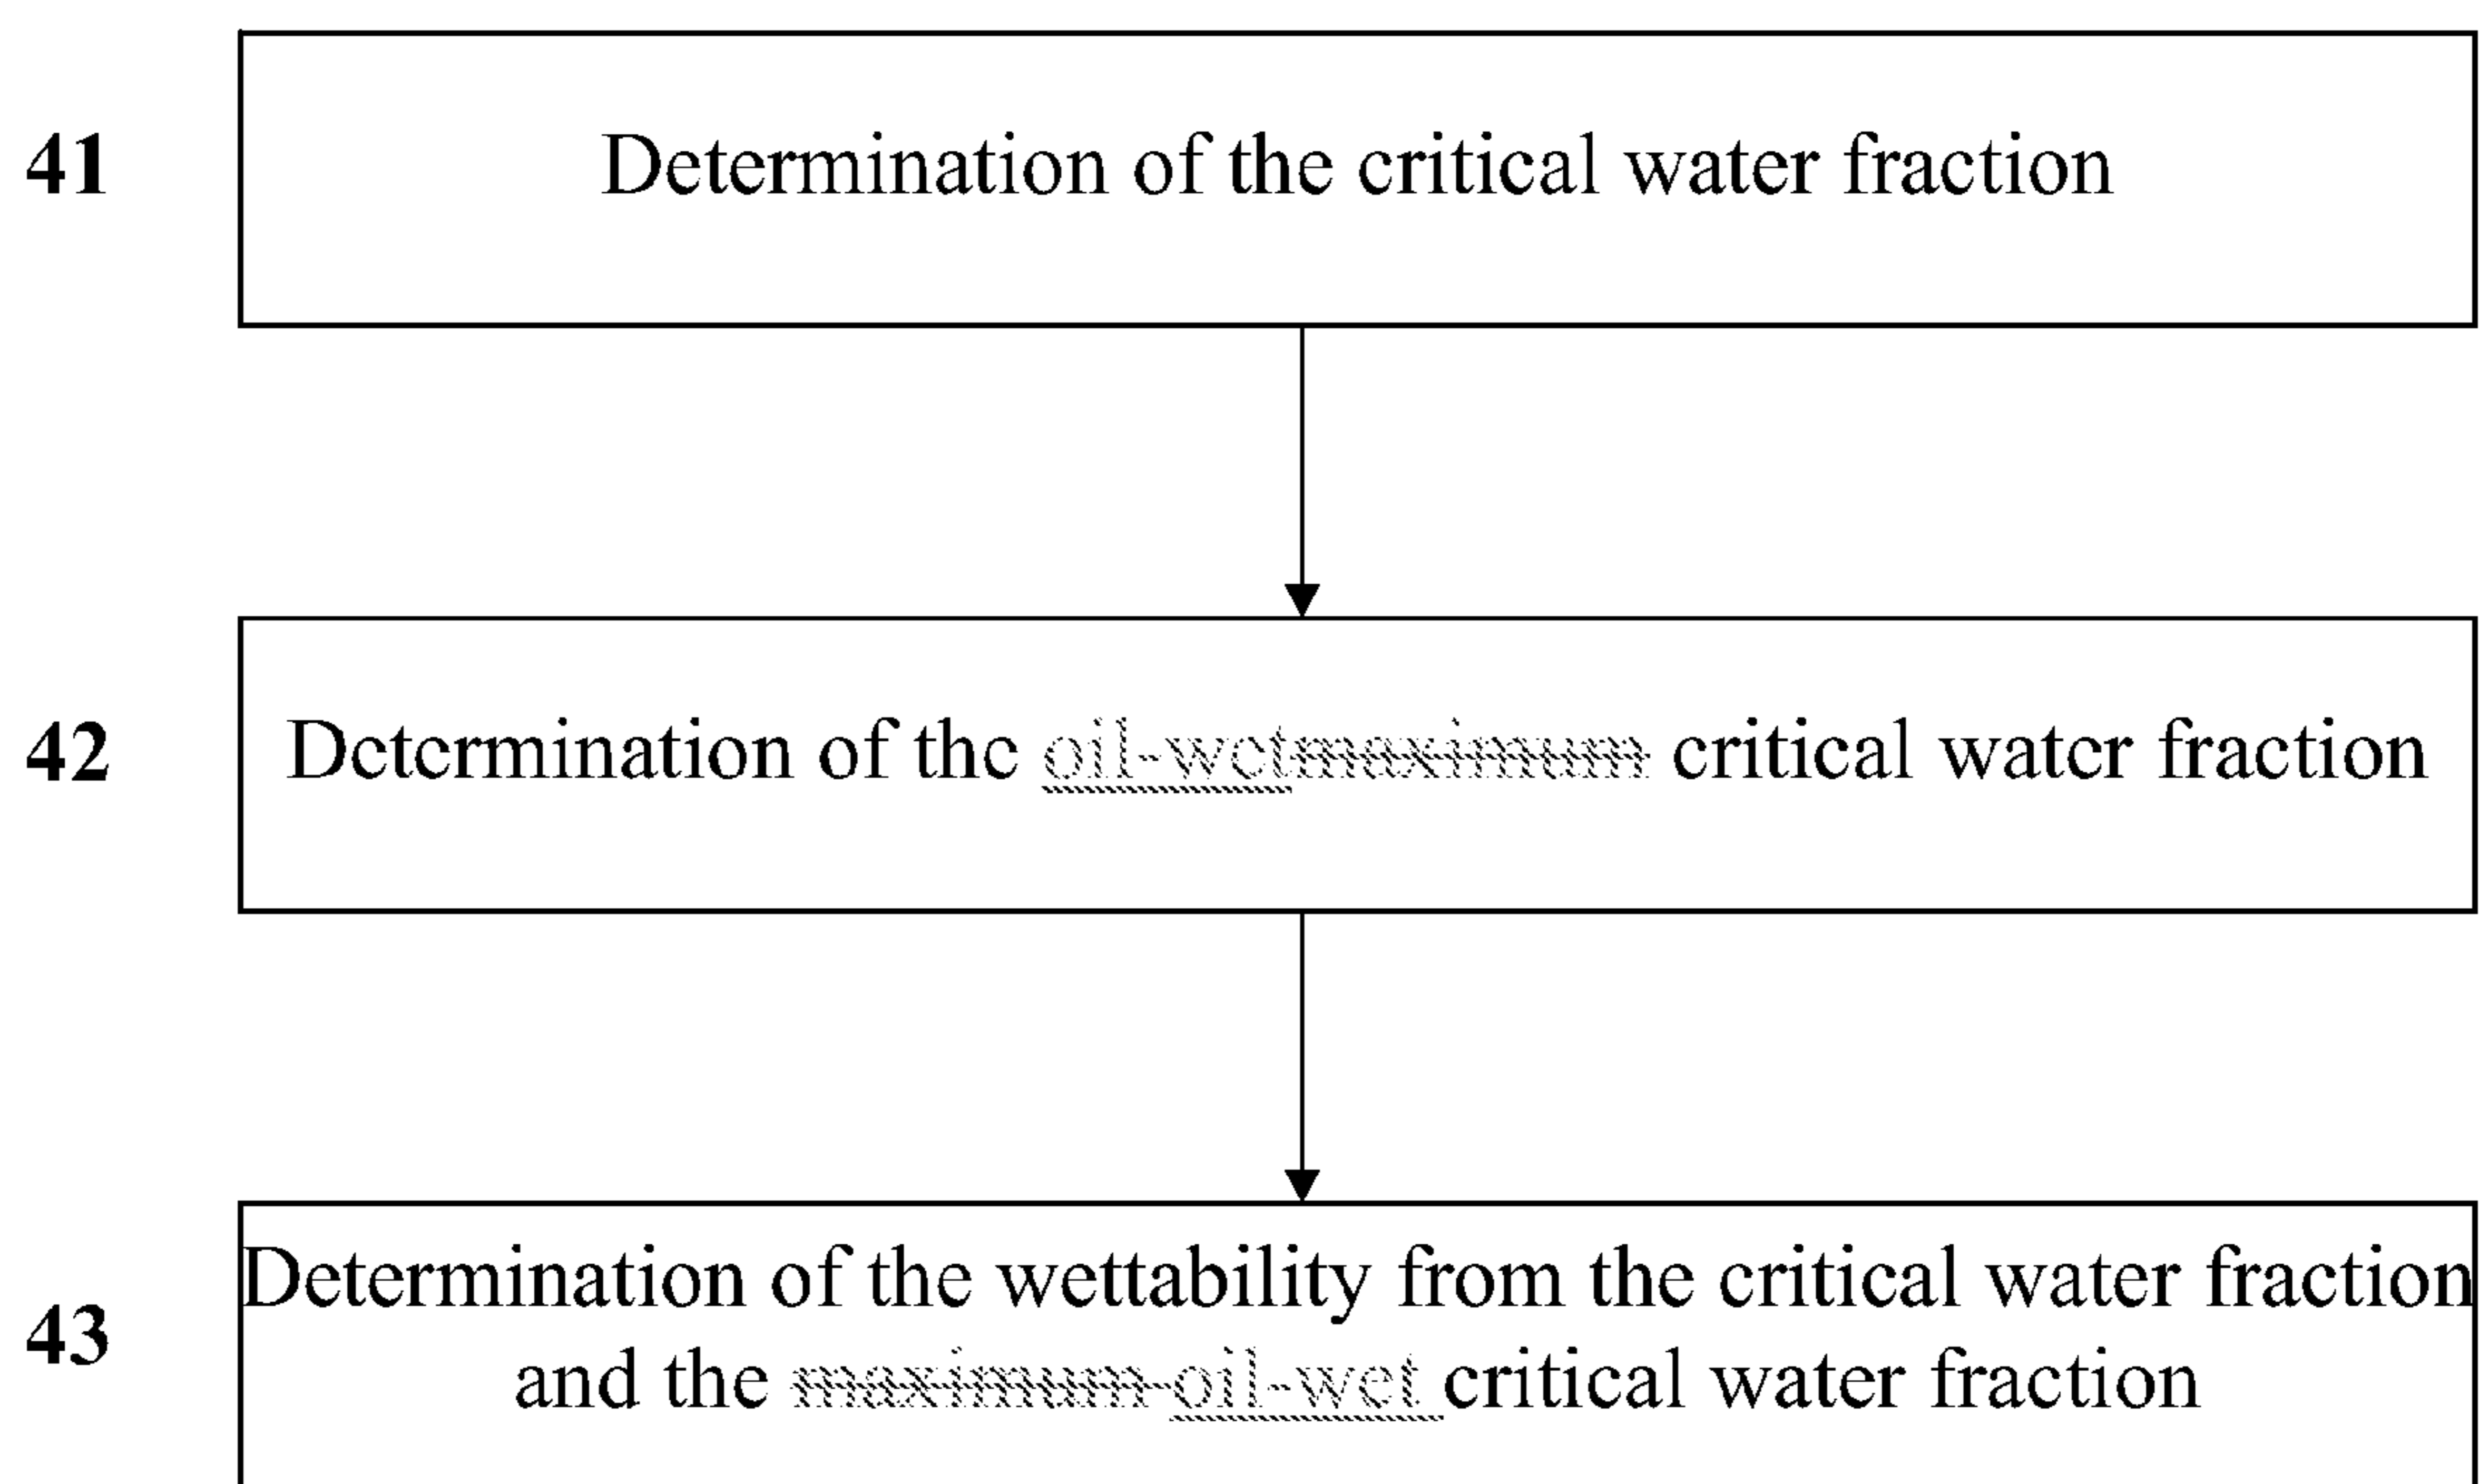 41
Determination of the critical water fraction
42
Determination of the oil-wetmaximum critical water fraction
43
Determination of the wettability from the critical water fraction
and the maximum oil-wet critical water fraction